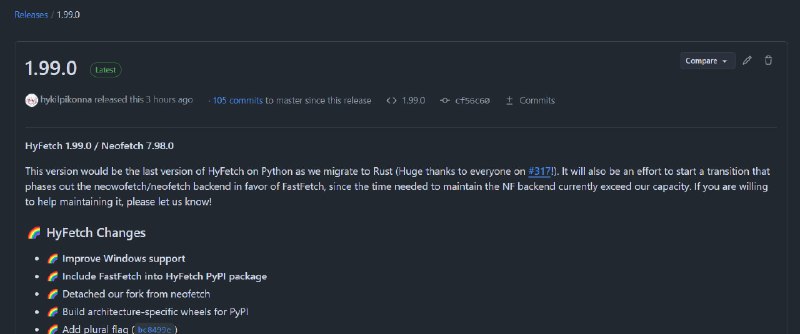 Releases / 1.99.0
1.99.0 Latest
Compare
hykilpikonna released this 3 hours ago · 105 commits to master since this release <> 1.99.0 cf56c60 Commits
HyFetch 1.99.0 / Neofetch 7.98.0
This version would be the last version of HyFetch on Python as we migrate to Rust (Huge thanks to everyone on #317!). It will also be an effort to start a transition that
phases out the neowofetch/neofetch backend in favor of FastFetch, since the time needed to maintain the NF backend currently exceed our capacity. If you are willing
to help maintaining it, please let us know!
🌈 HyFetch Changes
• 🌈 Improve Windows support
• 🌈 Include FastFetch into HyFetch PyPI package
• 🌈 Detached our fork from neofetch
• 🌈 Build architecture-specific wheels for PyPI
• 🌈 Add plural flag (bc8499c)